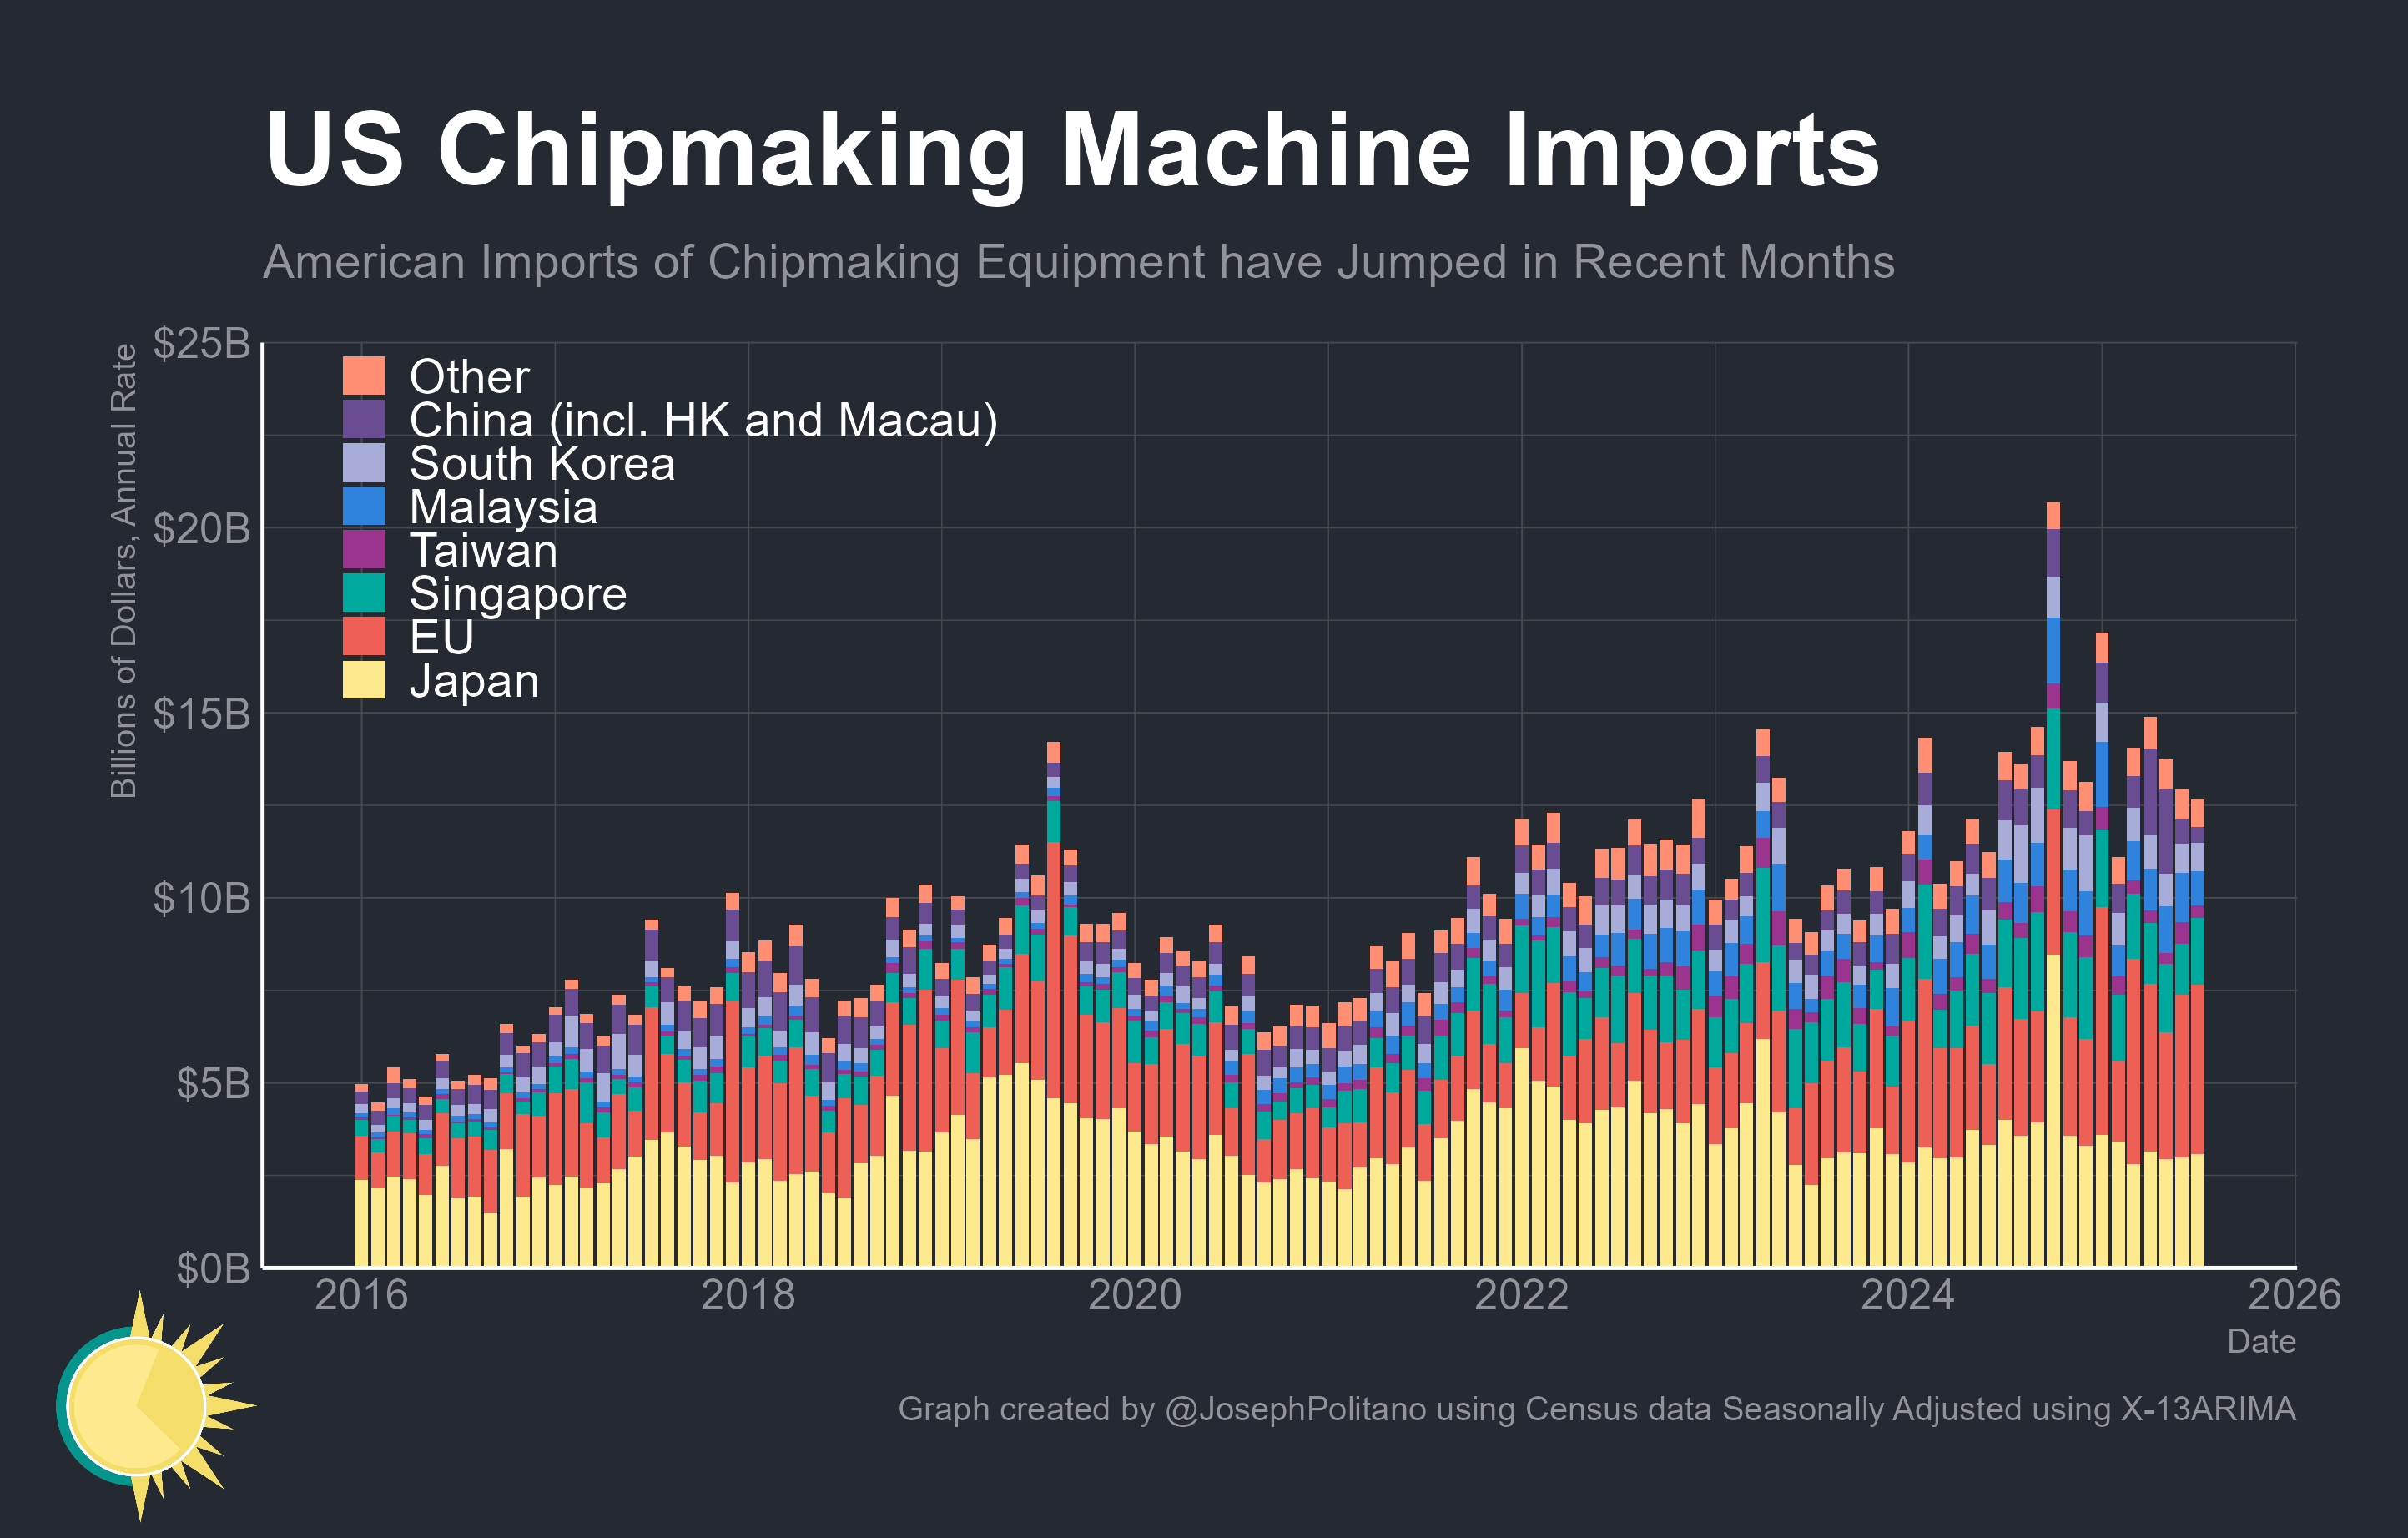 US Chipmaking Machine Imports
American Imports of Chipmaking Equipment have Jumped in Recent Months
Billions of Dollars, Annual Rate
$25B
$20B
$15B
$10B
$5B
$0B
Other
China (incl. HK and Macau)
South Korea
Malaysia
Taiwan
Singapore
EU
Japan
2016 2018 2020 2022 2024 2026
Date
Graph created by @JosephPolitano using Census data Seasonally Adjusted using X-13ARIMA